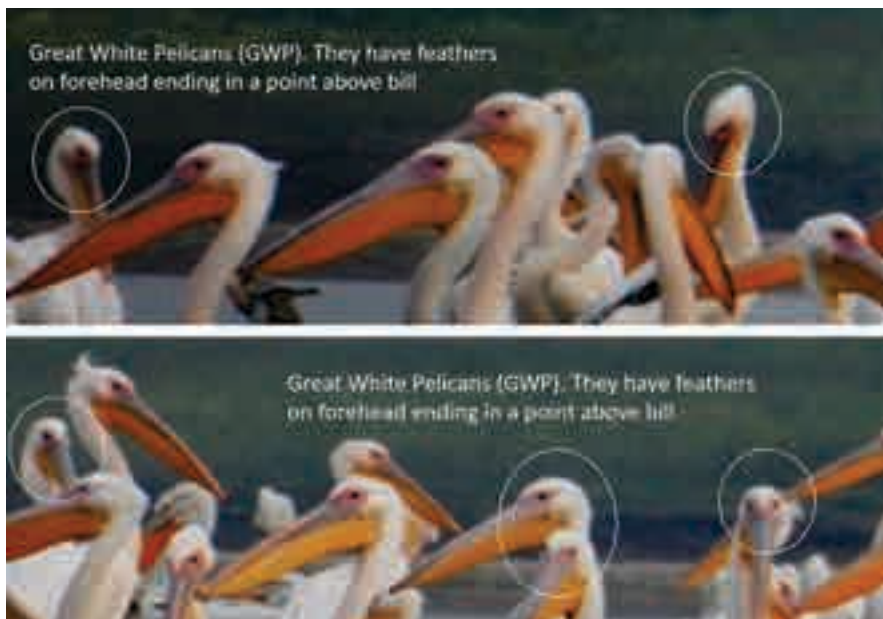 Great White Pelicans (GWP). They have feathers
on forehead ending in a point above bill
Great White Pelicans (GWP). They have feathers
on forehead ending in a point above bill